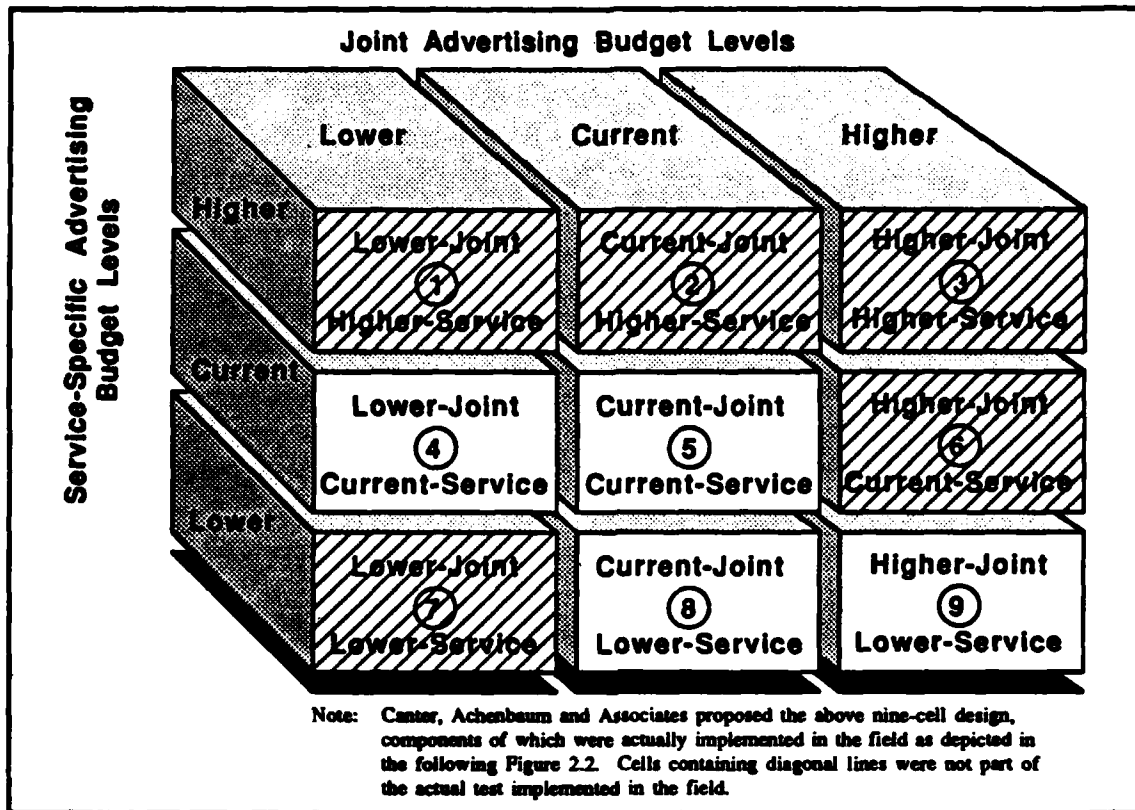 Joint Advertising Budget Levels
Service-Specific Advertising
Budget Levels
Lower
Current
Higher
Higher
Current
Lower
Lower-Joint
1
Higher-Service
Current-Joint
2
Higher-Service
Higher-Joint
3
Higher-Service
Lower-Joint
4
Current-Service
Current-Joint
5
Current-Service
Higher-Joint
6
Current-Service
Lower-Joint
7
Lower-Service
Current-Joint
8
Lower-Service
Higher-Joint
9
Lower-Service
Note: Canter, Achenbaum and Associates proposed the above nine-cell design,
components of which were actually implemented in the field as depicted in
the following Figure 2.2. Cells containing diagonal lines were not part of
the actual test implemented in the field.